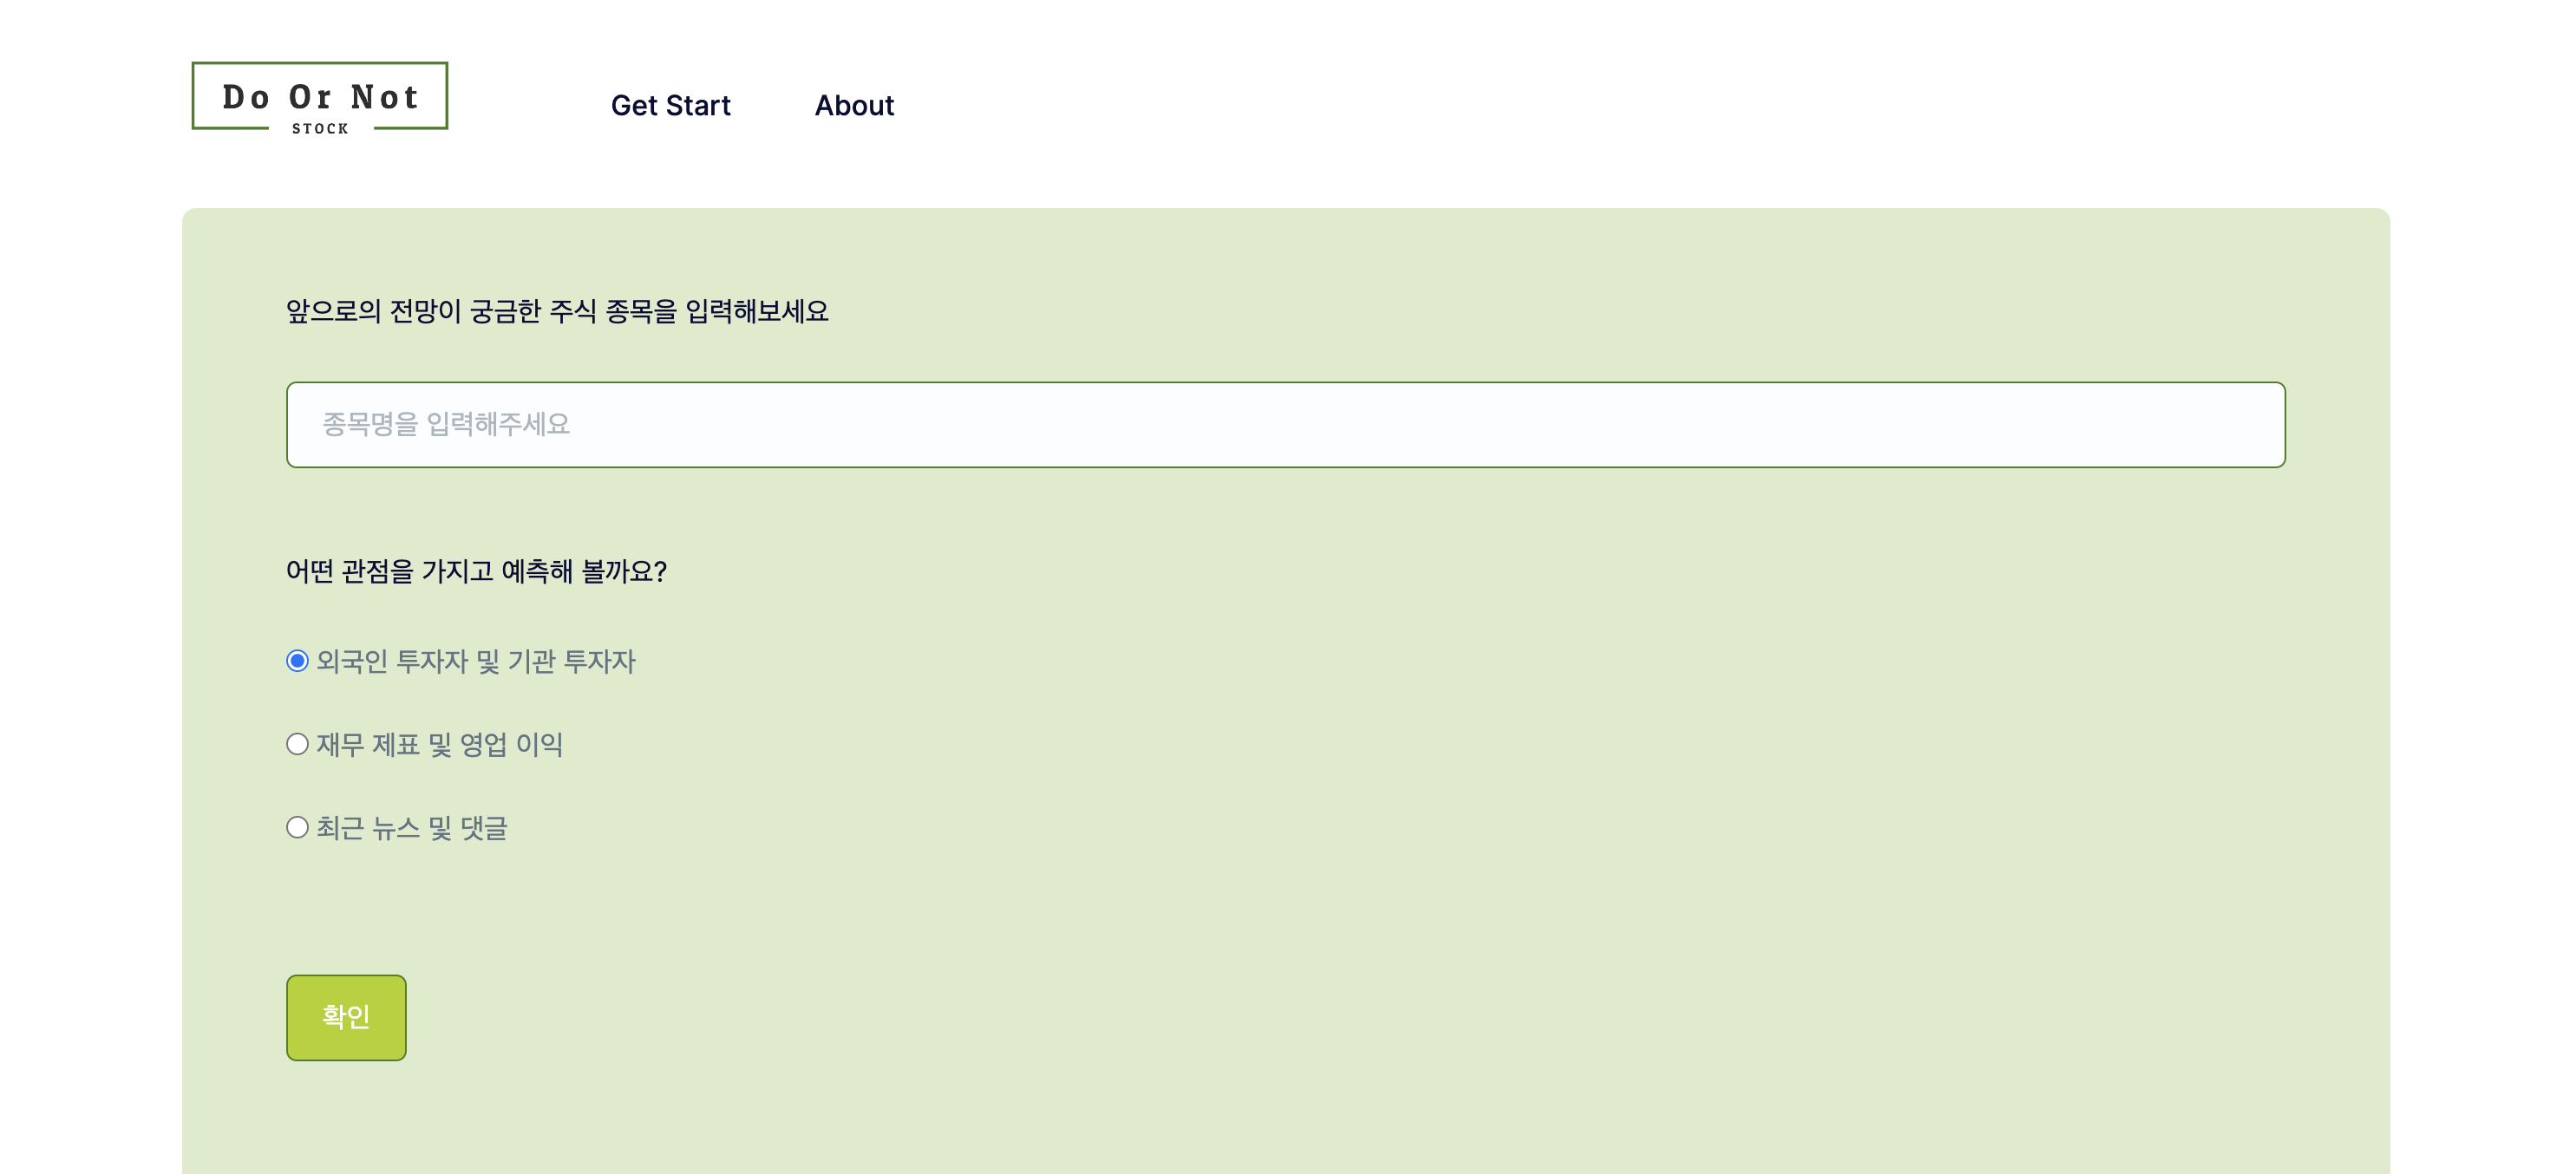 Do Or Not
STOCK
Get Start
About
앞으로의 전망이 궁금한 주식 종목을 입력해보세요
종목명을 입력해주세요
어떤 관점을 가지고 예측해 볼까요?
외국인 투자자 및 기관 투자자
재무 제표 및 영업 이익
최근 뉴스 및 댓글
확인